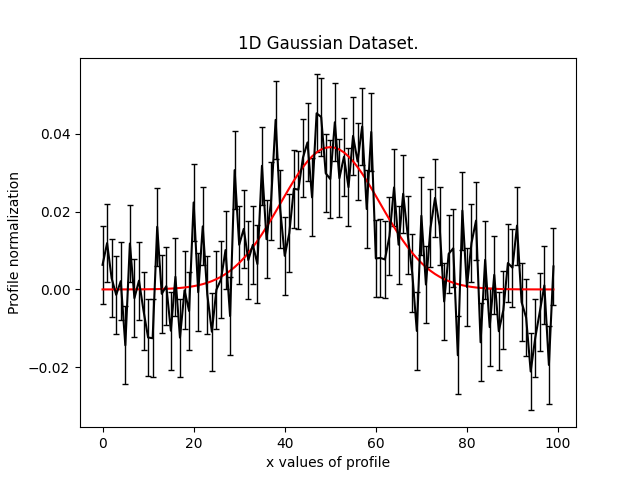 1D Gaussian Dataset.
Profile normalization
0.04
0.02
0.00
−0.02
0 20 40 60 80 100
x values of profile